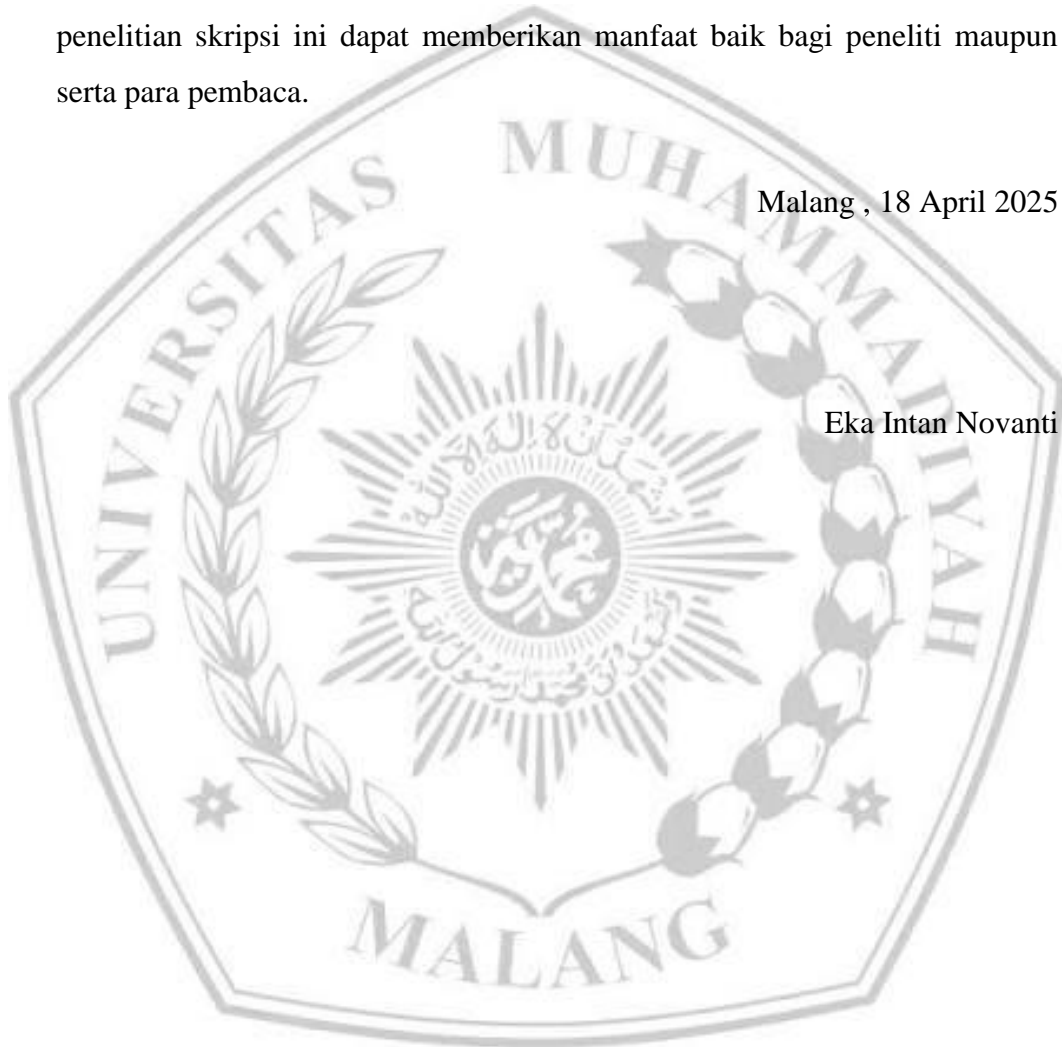 penelitian skripsi ini dapat memberikan manfaat baik bagi peneliti maupun
serta para pembaca.
Malang , 18 April 2025
Eka Intan Novanti
UNIVERSITAS MUHAMMADIYAH
MALANG